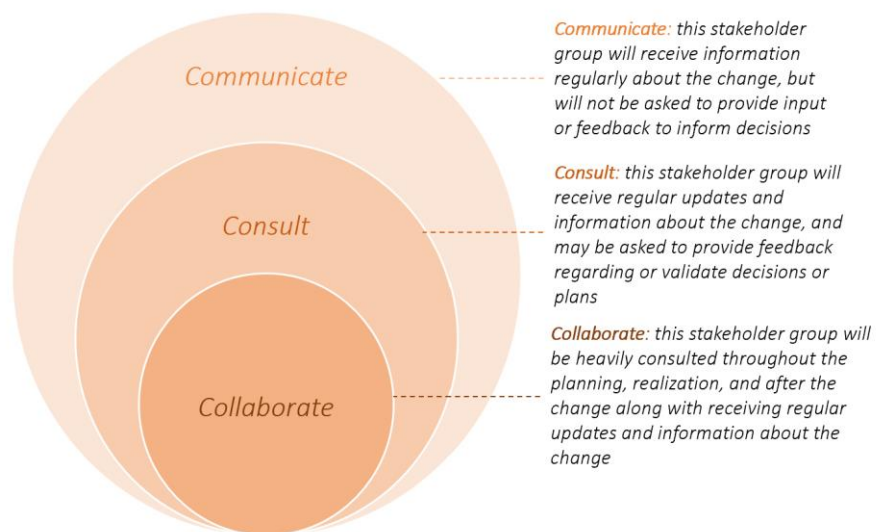 Communicate
Consult
Collaborate
Communicate: this stakeholder
group will receive information
regularly about the change, but
will not be asked to provide input
or feedback to inform decisions
Consult: this stakeholder group will
receive regular updates and
information about the change, and
may be asked to provide feedback
regarding or validate decisions or
plans
Collaborate: this stakeholder group will
be heavily consulted throughout the
planning, realization, and after the
change along with receiving regular
updates and information about the
change